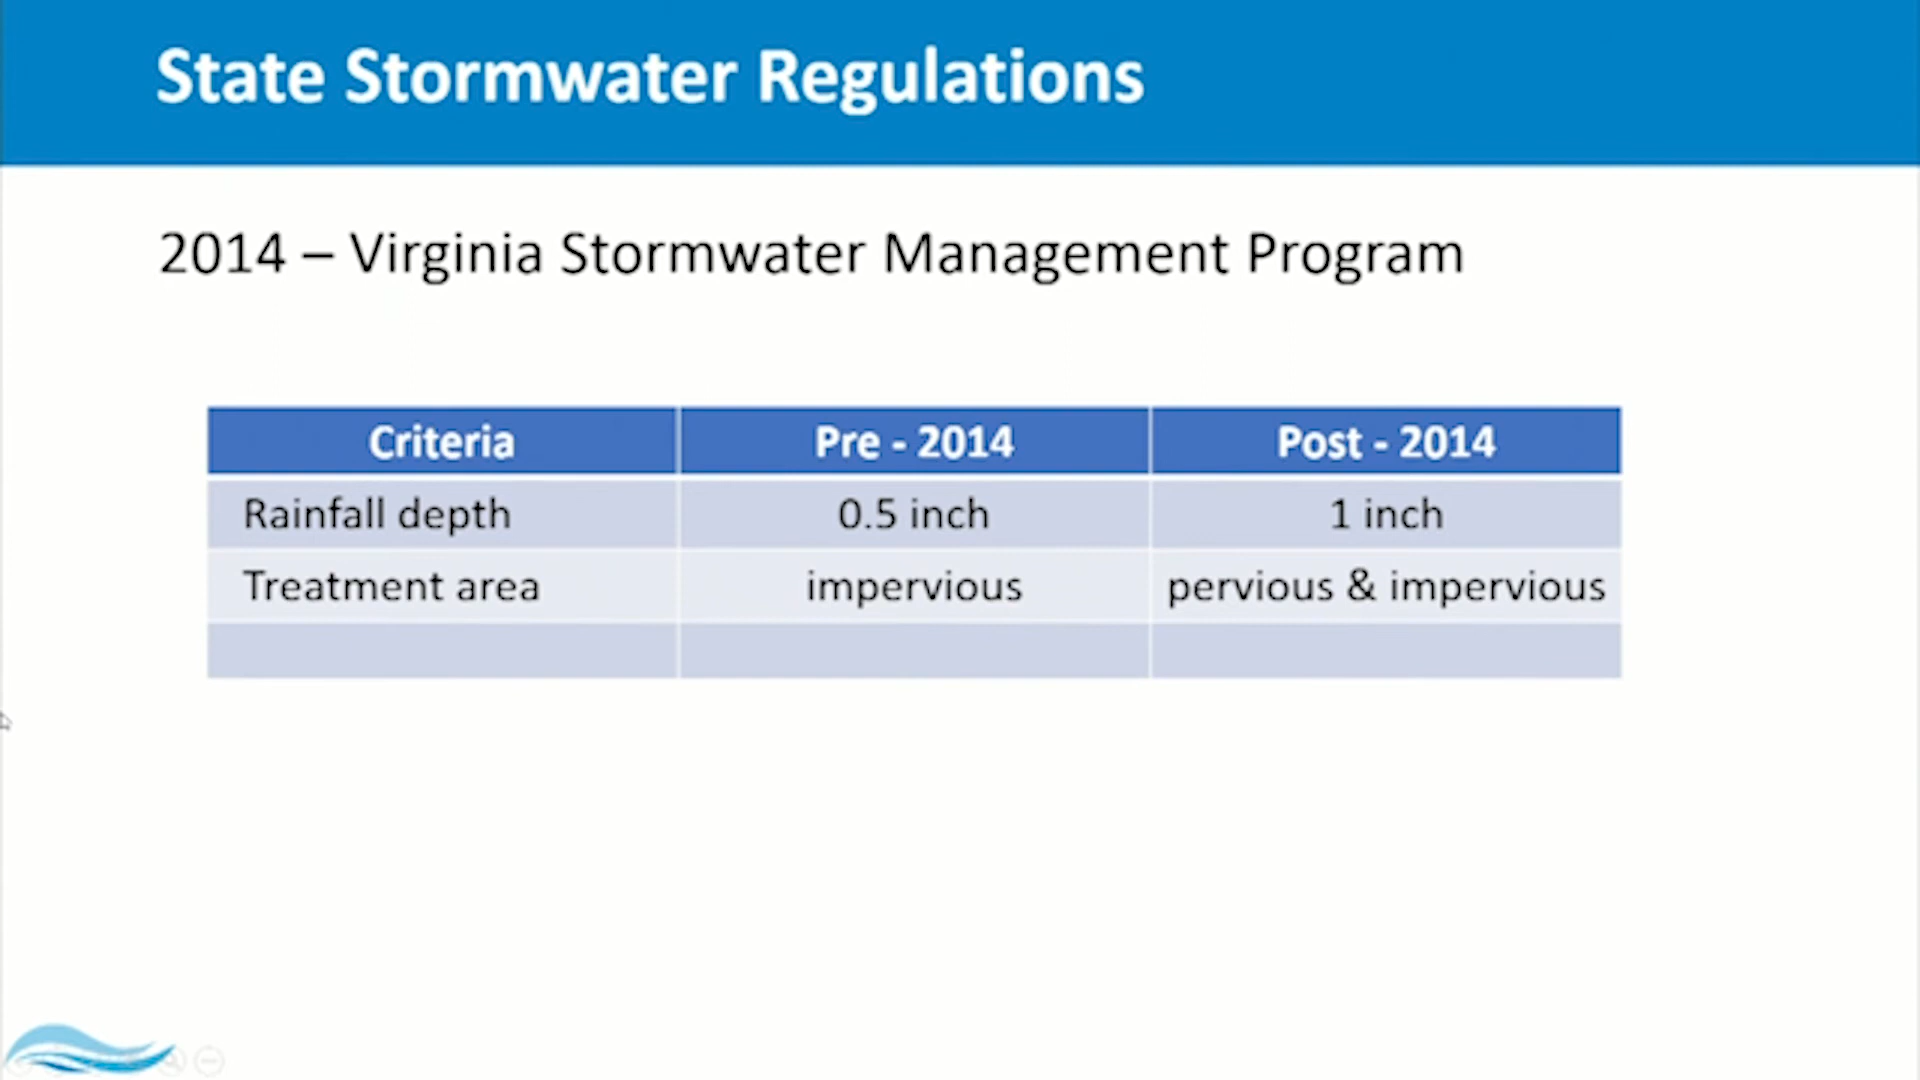 State Stormwater Regulations
2014 – Virginia Stormwater Management Program
Criteria Pre - 2014 Post - 2014
Rainfall depth 0.5 inch 1 inch
Treatment area impervious pervious & impervious